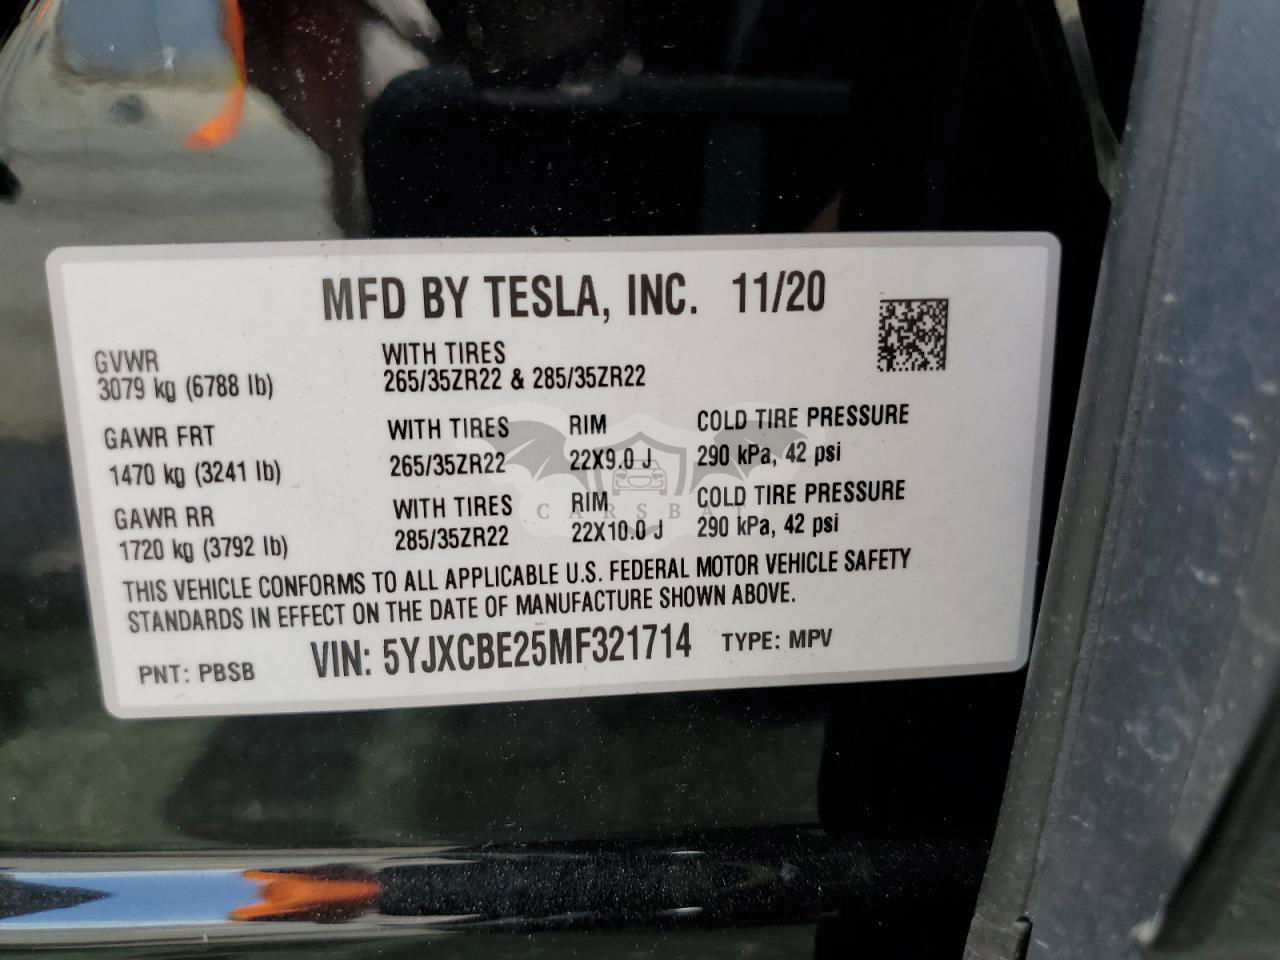 MFD BY TESLA, INC. 11/20
GVWR
3079 kg (6788 lb)
WITH TIRES
265/35ZR22 & 285/35ZR22
GAWR FRT
1470 kg (3241 lb)
WITH TIRES
265/35ZR22
RIM
22X9.0 J
COLD TIRE PRESSURE
290 kPa, 42 psi
GAWR RR
1720 kg (3792 lb)
WITH TIRES
285/35ZR22
RIM
22X10.0 J
COLD TIRE PRESSURE
290 kPa, 42 psi
THIS VEHICLE CONFORMS TO ALL APPLICABLE U.S. FEDERAL MOTOR VEHICLE SAFETY
STANDARDS IN EFFECT ON THE DATE OF MANUFACTURE SHOWN ABOVE.
PNT: PBSB
VIN: 5YJXCBE25MF321714
TYPE: MPV
CARSBAT